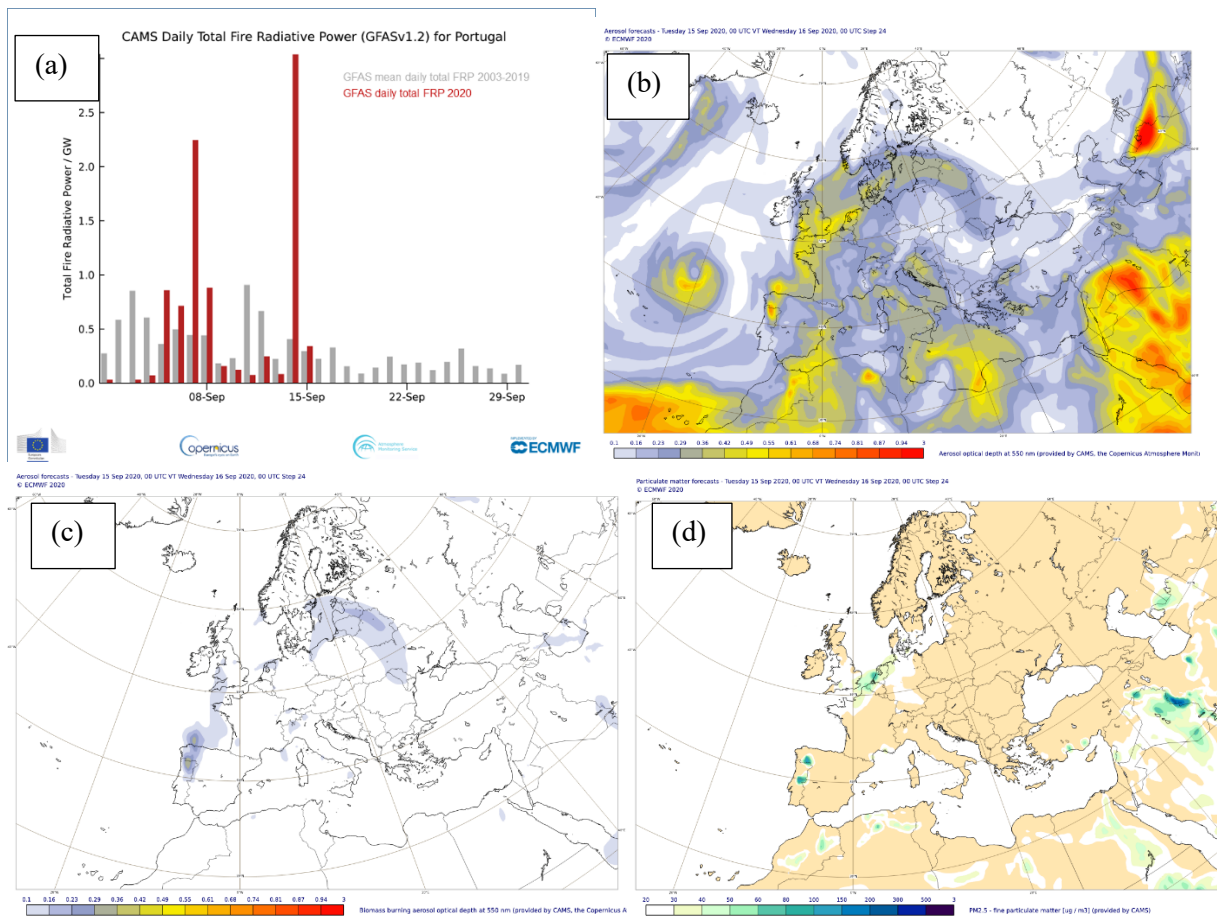 CAMS Daily Total Fire Radiative Power (GFASv1.2) for Portugal
(a)
GFAS mean daily total FRP 2003-2019
GFAS daily total FRP 2020
Total Fire Radiative Power / GW
2.5
2.0
1.5
1.0
0.5
0.0
08-Sep
15-Sep
22-Sep
29-Sep
opernicus
Atmosphere
Monitoring Service
ECMWF
Aerosol forecasts - Tuesday 15 Sep 2020, 00 UTC VT Wednesday 16 Sep 2020, 00 UTC Step 24
© ECMWF 2020
(b)
0.1 0.16 0.23 0.29 0.36 0.42 0.49 0.55 0.61 0.68 0.74 0.81 0.87 0.94 3
Aerosol optical depth at 550 nm (provided by CAMS, the Copernicus Atmosphere Monit
Aerosol forecasts - Tuesday 15 Sep 2020, 00 UTC VT Wednesday 16 Sep 2020, 00 UTC Step 24
© ECMWF 2020
(c)
0.1 0.16 0.23 0.29 0.36 0.42 0.49 0.55 0.61 0.68 0.74 0.81 0.87 0.94 3
Biomass burning aerosol optical depth at 550 nm (provided by CAMS, the Copernicus A
Particulate matter forecasts - Tuesday 15 Sep 2020, 00 UTC VT Wednesday 16 Sep 2020, 00 UTC Step 24
© ECMWF 2020
(d)
20 30 40 50 60 80 100 150 200 300 500 3
PM2.5 - fine particulate matter [ug / m3] (provided by CAMS)